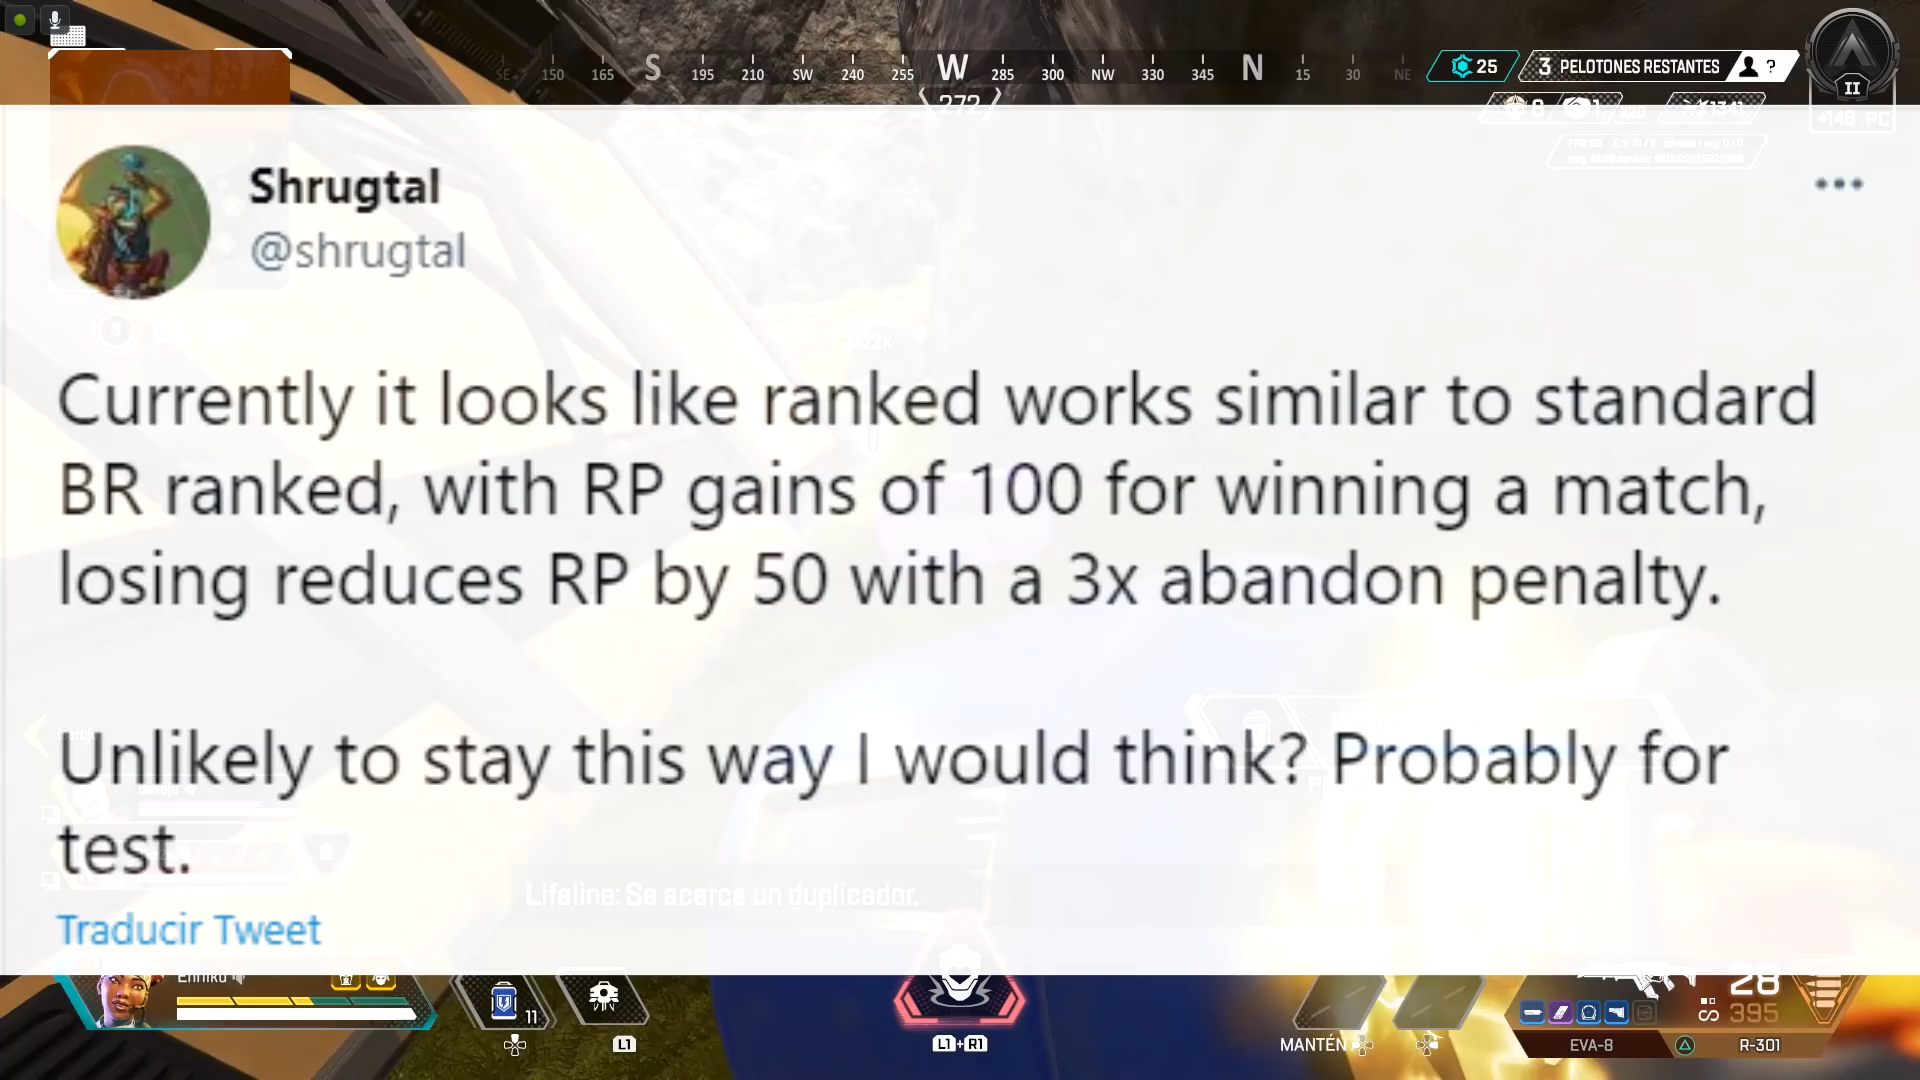 SE 150 165 S 195 210 SW 240 255 W 285 300 NW 330 345 N 15 30 NE
272
25
3 PELOTONES RESTANTES
?
II
+148 PC
Shrugtal
@shrugtal
Currently it looks like ranked works similar to standard
BR ranked, with RP gains of 100 for winning a match,
losing reduces RP by 50 with a 3x abandon penalty.
Unlikely to stay this way I would think? Probably for
test.
Lifeline: Se acerca un duplicador.
Traducir Tweet
11
L1
L1+R1
MANTÉN
28
395
EVA-8
R-301